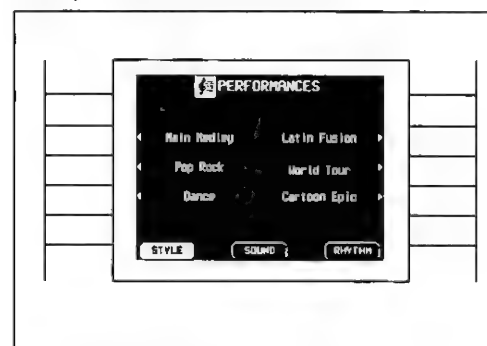 PERFORMANCES
Main Medley Latin Fusion
Pop Rock World Tour
Dance Cartoon Epic
STYLE SOUND RHYTHM